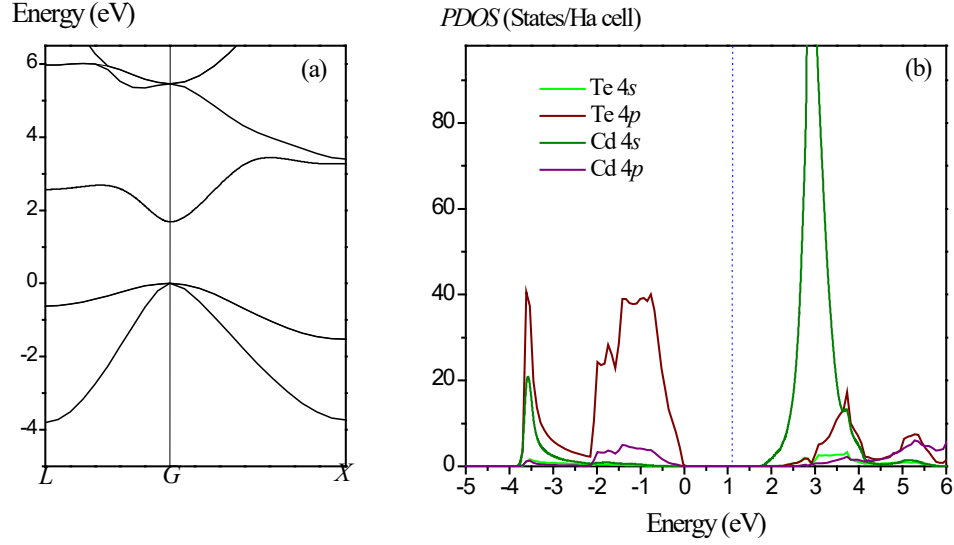 Energy (eV)
(a)
6
4
2
0
-2
-4
L
G
X
PDOS (States/Ha cell)
(b)
Te 4s
Te 4p
Cd 4s
Cd 4p
80
60
40
20
0
-5 -4 -3 -2 -1 0 1 2 3 4 5 6
Energy (eV)